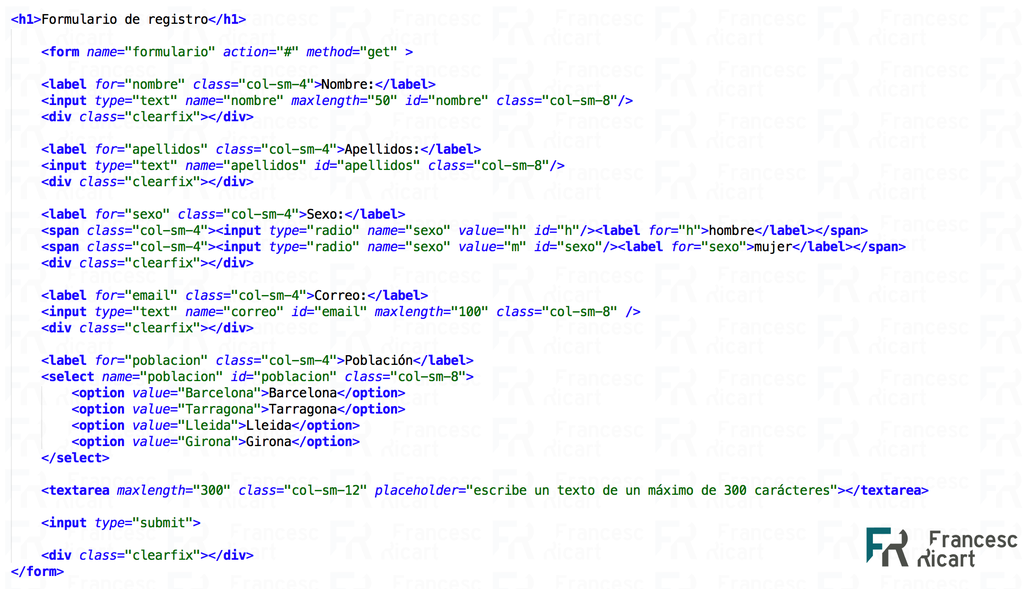 <h1>Formulario de registro</h1>
<form name="formulario" action="#" method="get" >
<label for="nombre" class="col-sm-4">Nombre:</label>
<input type="text" name="nombre" maxlength="50" id="nombre" class="col-sm-8"/>
<div class="clearfix"></div>
<label for="apellidos" class="col-sm-4">Apellidos:</label>
<input type="text" name="apellidos" id="apellidos" class="col-sm-8"/>
<div class="clearfix"></div>
<label for="sexo" class="col-sm-4">Sexo:</label>
<span class="col-sm-4"><input type="radio" name="sexo" value="h" id="h"/><label for="h">hombre</label></span>
<span class="col-sm-4"><input type="radio" name="sexo" value="m" id="sexo"/><label for="sexo">mujer</label></span>
<div class="clearfix"></div>
<label for="email" class="col-sm-4">Correo:</label>
<input type="text" name="correo" id="email" maxlength="100" class="col-sm-8" />
<div class="clearfix"></div>
<label for="poblacion" class="col-sm-4">Población</label>
<select name="poblacion" id="poblacion" class="col-sm-8">
<option value="Barcelona">Barcelona</option>
<option value="Tarragona">Tarragona</option>
<option value="Lleida">Lleida</option>
<option value="Girona">Girona</option>
</select>
<textarea maxlength="300" class="col-sm-12" placeholder="escribe un texto de un máximo de 300 carácteres"></textarea>
<input type="submit">
<div class="clearfix"></div>
</form>
FR Francesc
Ricart